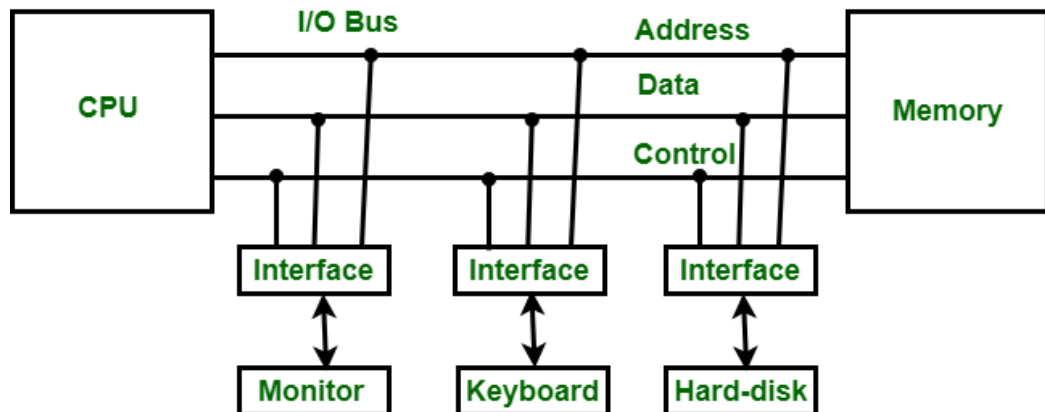 I/O Bus
Address
Data
CPU
Memory
Control
Interface
Interface
Interface
Monitor
Keyboard
Hard-disk